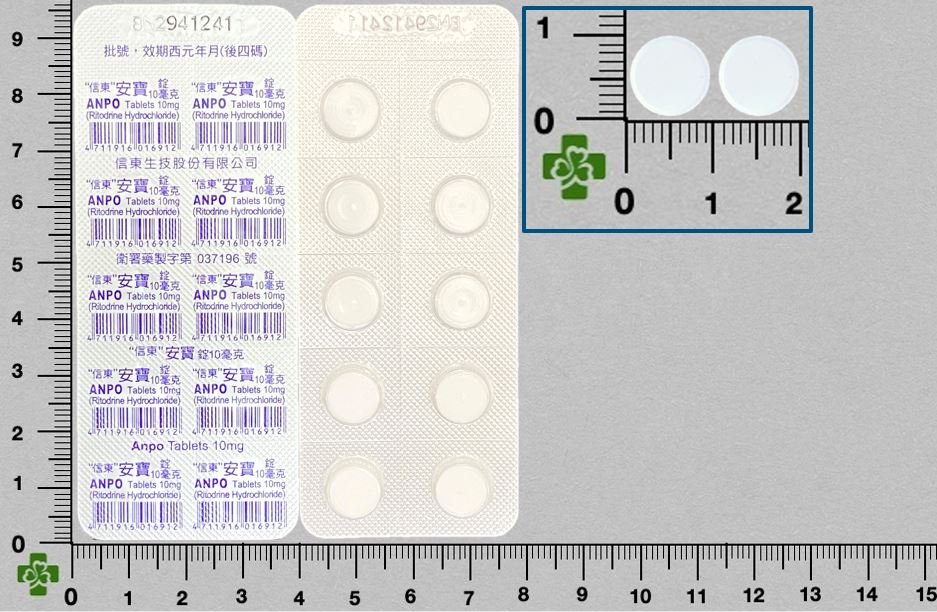 2941241
批號，效期西元年月(後四碼)
"信東"安寶 錠 10毫克 "信東"安寶 錠 10毫克
ANPO Tablets 10mg ANPO Tablets 10mg
(Ritodrine Hydrochloride) (Ritodrine Hydrochloride)
4 711916 016912 4 711916 016912
信東生技股份有限公司
"信東"安寶 錠 10毫克 "信東"安寶 錠 10毫克
ANPO Tablets 10mg ANPO Tablets 10mg
(Ritodrine Hydrochloride) (Ritodrine Hydrochloride)
4 711916 016912 4 711916 016912
衛署藥製字第 037196 號
"信東"安寶 錠 10毫克 "信東"安寶 錠 10毫克
ANPO Tablets 10mg ANPO Tablets 10mg
(Ritodrine Hydrochloride) (Ritodrine Hydrochloride)
4 711916 016912 4 711916 016912
"信東" 安寶 錠10毫克
"信東"安寶 錠 10毫克 "信東"安寶 錠 10毫克
ANPO Tablets 10mg ANPO Tablets 10mg
(Ritodrine Hydrochloride) (Ritodrine Hydrochloride)
4 711916 016912 4 711916 016912
Anpo Tablets 10mg
"信東"安寶 錠 10毫克 "信東"安寶 錠 10毫克
ANPO Tablets 10mg ANPO Tablets 10mg
(Ritodrine Hydrochloride) (Ritodrine Hydrochloride)
4 711916 016912 4 711916 016912
EN2941241
1
0
0 1 2
9
8
7
6
5
4
3
2
1
0
0 1 2 3 4 5 6 7 8 9 10 11 12 13 14 15